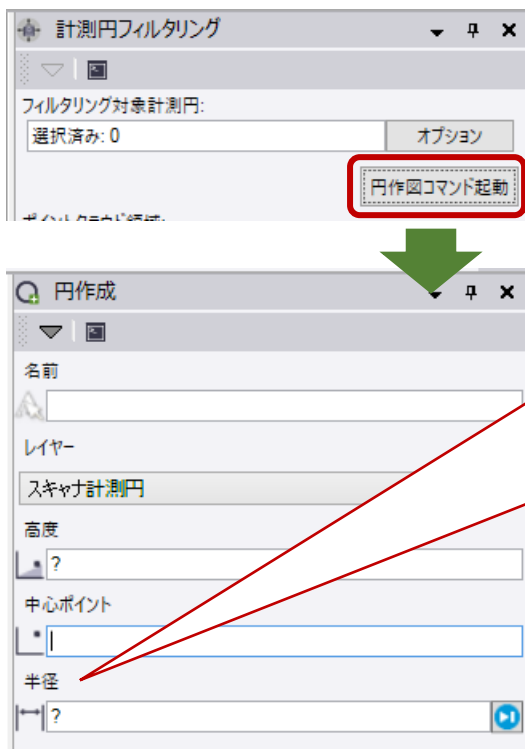 計測円フィルタリング
フィルタリング対象計測円:
選択済み: 0
オプション
円作図コマンド起動
円作成
名前
レイヤー
スキャナ計測円
高度
?
中心ポイント
半径
?